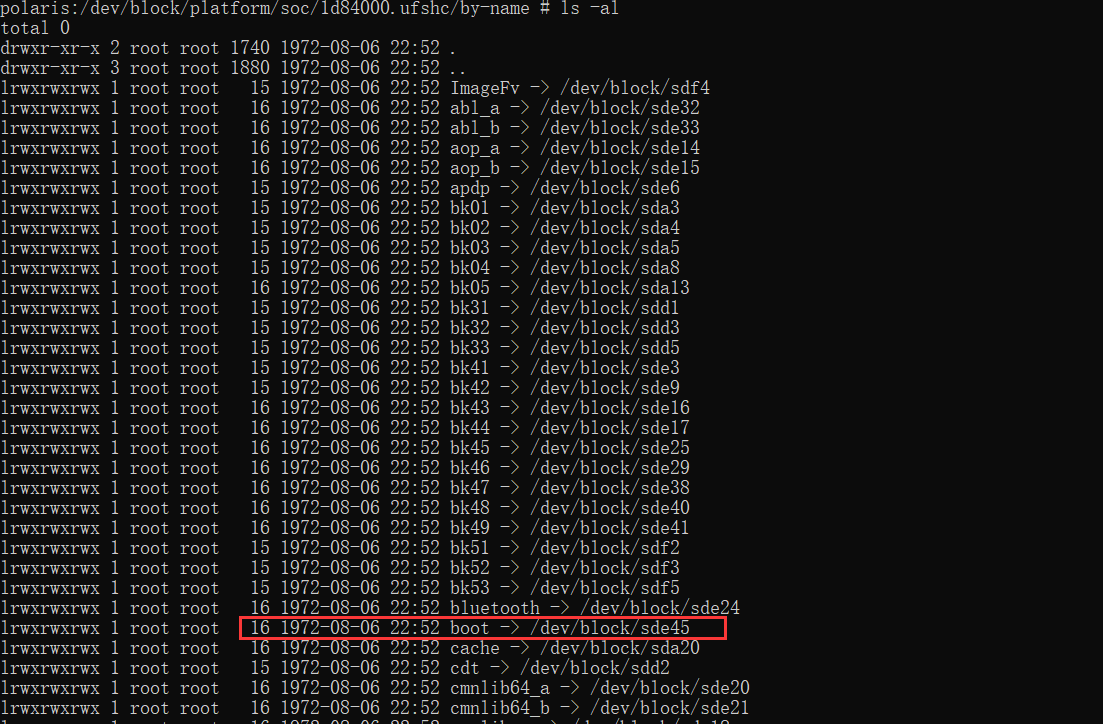 polaris:/dev/block/platform/soc/1d84000.ufshc/by-name # ls -al
total 0
drwxr-xr-x 2 root root 1740 1972-08-06 22:52 .
drwxr-xr-x 3 root root 1880 1972-08-06 22:52 ..
lrwxrwxrwx 1 root root   15 1972-08-06 22:52 ImageFv -> /dev/block/sdf4
lrwxrwxrwx 1 root root   16 1972-08-06 22:52 abl_a -> /dev/block/sde32
lrwxrwxrwx 1 root root   16 1972-08-06 22:52 abl_b -> /dev/block/sde33
lrwxrwxrwx 1 root root   16 1972-08-06 22:52 aop_a -> /dev/block/sde14
lrwxrwxrwx 1 root root   16 1972-08-06 22:52 aop_b -> /dev/block/sde15
lrwxrwxrwx 1 root root   15 1972-08-06 22:52 apdp -> /dev/block/sde6
lrwxrwxrwx 1 root root   15 1972-08-06 22:52 bk01 -> /dev/block/sda3
lrwxrwxrwx 1 root root   15 1972-08-06 22:52 bk02 -> /dev/block/sda4
lrwxrwxrwx 1 root root   15 1972-08-06 22:52 bk03 -> /dev/block/sda5
lrwxrwxrwx 1 root root   15 1972-08-06 22:52 bk04 -> /dev/block/sda8
lrwxrwxrwx 1 root root   16 1972-08-06 22:52 bk05 -> /dev/block/sda13
lrwxrwxrwx 1 root root   15 1972-08-06 22:52 bk31 -> /dev/block/sdd1
lrwxrwxrwx 1 root root   15 1972-08-06 22:52 bk32 -> /dev/block/sdd3
lrwxrwxrwx 1 root root   15 1972-08-06 22:52 bk33 -> /dev/block/sdd5
lrwxrwxrwx 1 root root   15 1972-08-06 22:52 bk41 -> /dev/block/sde3
lrwxrwxrwx 1 root root   15 1972-08-06 22:52 bk42 -> /dev/block/sde9
lrwxrwxrwx 1 root root   16 1972-08-06 22:52 bk43 -> /dev/block/sde16
lrwxrwxrwx 1 root root   16 1972-08-06 22:52 bk44 -> /dev/block/sde17
lrwxrwxrwx 1 root root   16 1972-08-06 22:52 bk45 -> /dev/block/sde25
lrwxrwxrwx 1 root root   16 1972-08-06 22:52 bk46 -> /dev/block/sde29
lrwxrwxrwx 1 root root   16 1972-08-06 22:52 bk47 -> /dev/block/sde38
lrwxrwxrwx 1 root root   16 1972-08-06 22:52 bk48 -> /dev/block/sde40
lrwxrwxrwx 1 root root   16 1972-08-06 22:52 bk49 -> /dev/block/sde41
lrwxrwxrwx 1 root root   15 1972-08-06 22:52 bk51 -> /dev/block/sdf2
lrwxrwxrwx 1 root root   15 1972-08-06 22:52 bk52 -> /dev/block/sdf3
lrwxrwxrwx 1 root root   15 1972-08-06 22:52 bk53 -> /dev/block/sdf5
lrwxrwxrwx 1 root root   16 1972-08-06 22:52 bluetooth -> /dev/block/sde24
lrwxrwxrwx 1 root root   16 1972-08-06 22:52 boot -> /dev/block/sde45
lrwxrwxrwx 1 root root   16 1972-08-06 22:52 cache -> /dev/block/sda20
lrwxrwxrwx 1 root root   15 1972-08-06 22:52 cdt -> /dev/block/sdd2
lrwxrwxrwx 1 root root   16 1972-08-06 22:52 cmnlib64_a -> /dev/block/sde20
lrwxrwxrwx 1 root root   16 1972-08-06 22:52 cmnlib64_b -> /dev/block/sde21